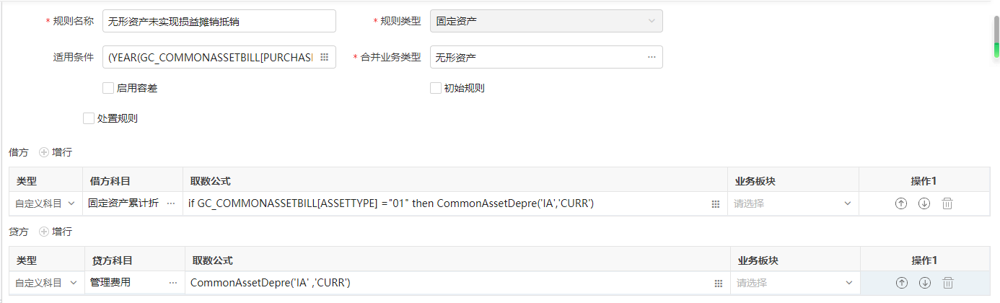 * 规则名称 无形资产未实现损益摊销抵销 * 规则类型 固定资产
适用条件 (YEAR(GC_COMMONASSETBILL[PURCHASI * 合并业务类型 无形资产 ···
启用容差 初始规则
处置规则
借方 增行
类型 借方科目 取数公式 业务板块 操作1
自定义科目 固定资产累计折 ··· if GC_COMMONASSETBILL[ASSETTYPE] ="01" then CommonAssetDepre('IA','CURR') 请选择
贷方 增行
类型 贷方科目 取数公式 业务板块 操作1
自定义科目 管理费用 ··· CommonAssetDepre('IA' ,'CURR') 请选择